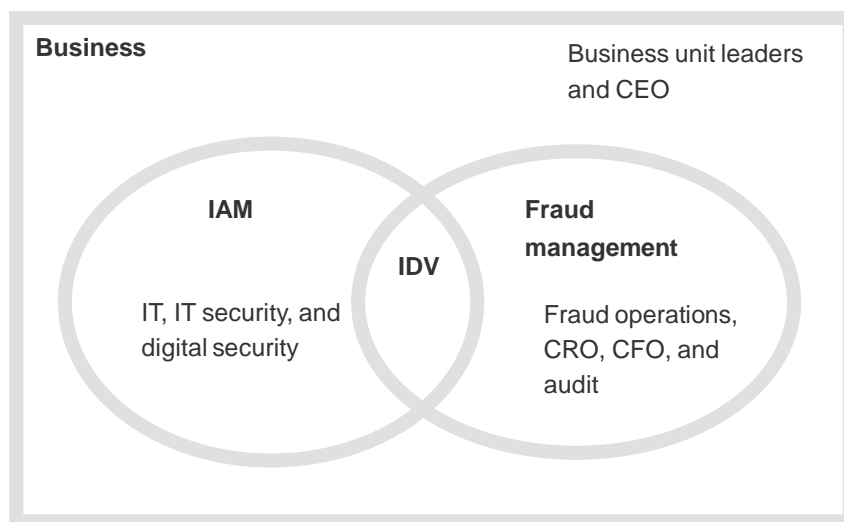 Business
Business unit leaders
and CEO
IAM
IT, IT security, and
digital security
IDV
Fraud
management
Fraud operations,
CRO, CFO, and
audit